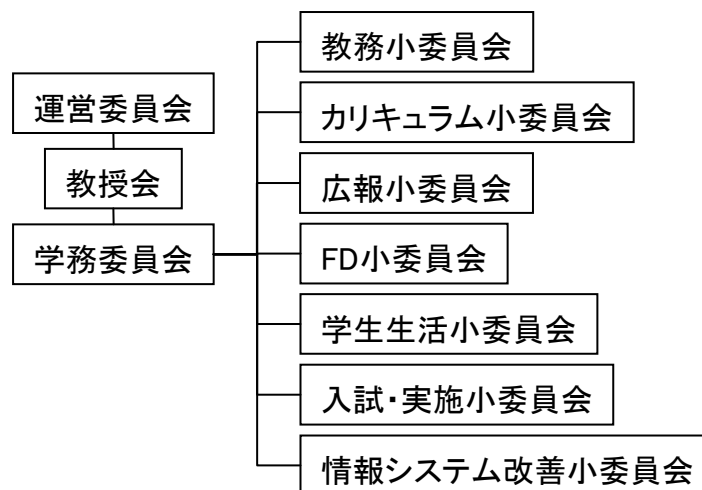 運営委員会
教授会
学務委員会
教務小委員会
カリキュラム小委員会
広報小委員会
FD小委員会
学生生活小委員会
入試・実施小委員会
情報システム改善小委員会